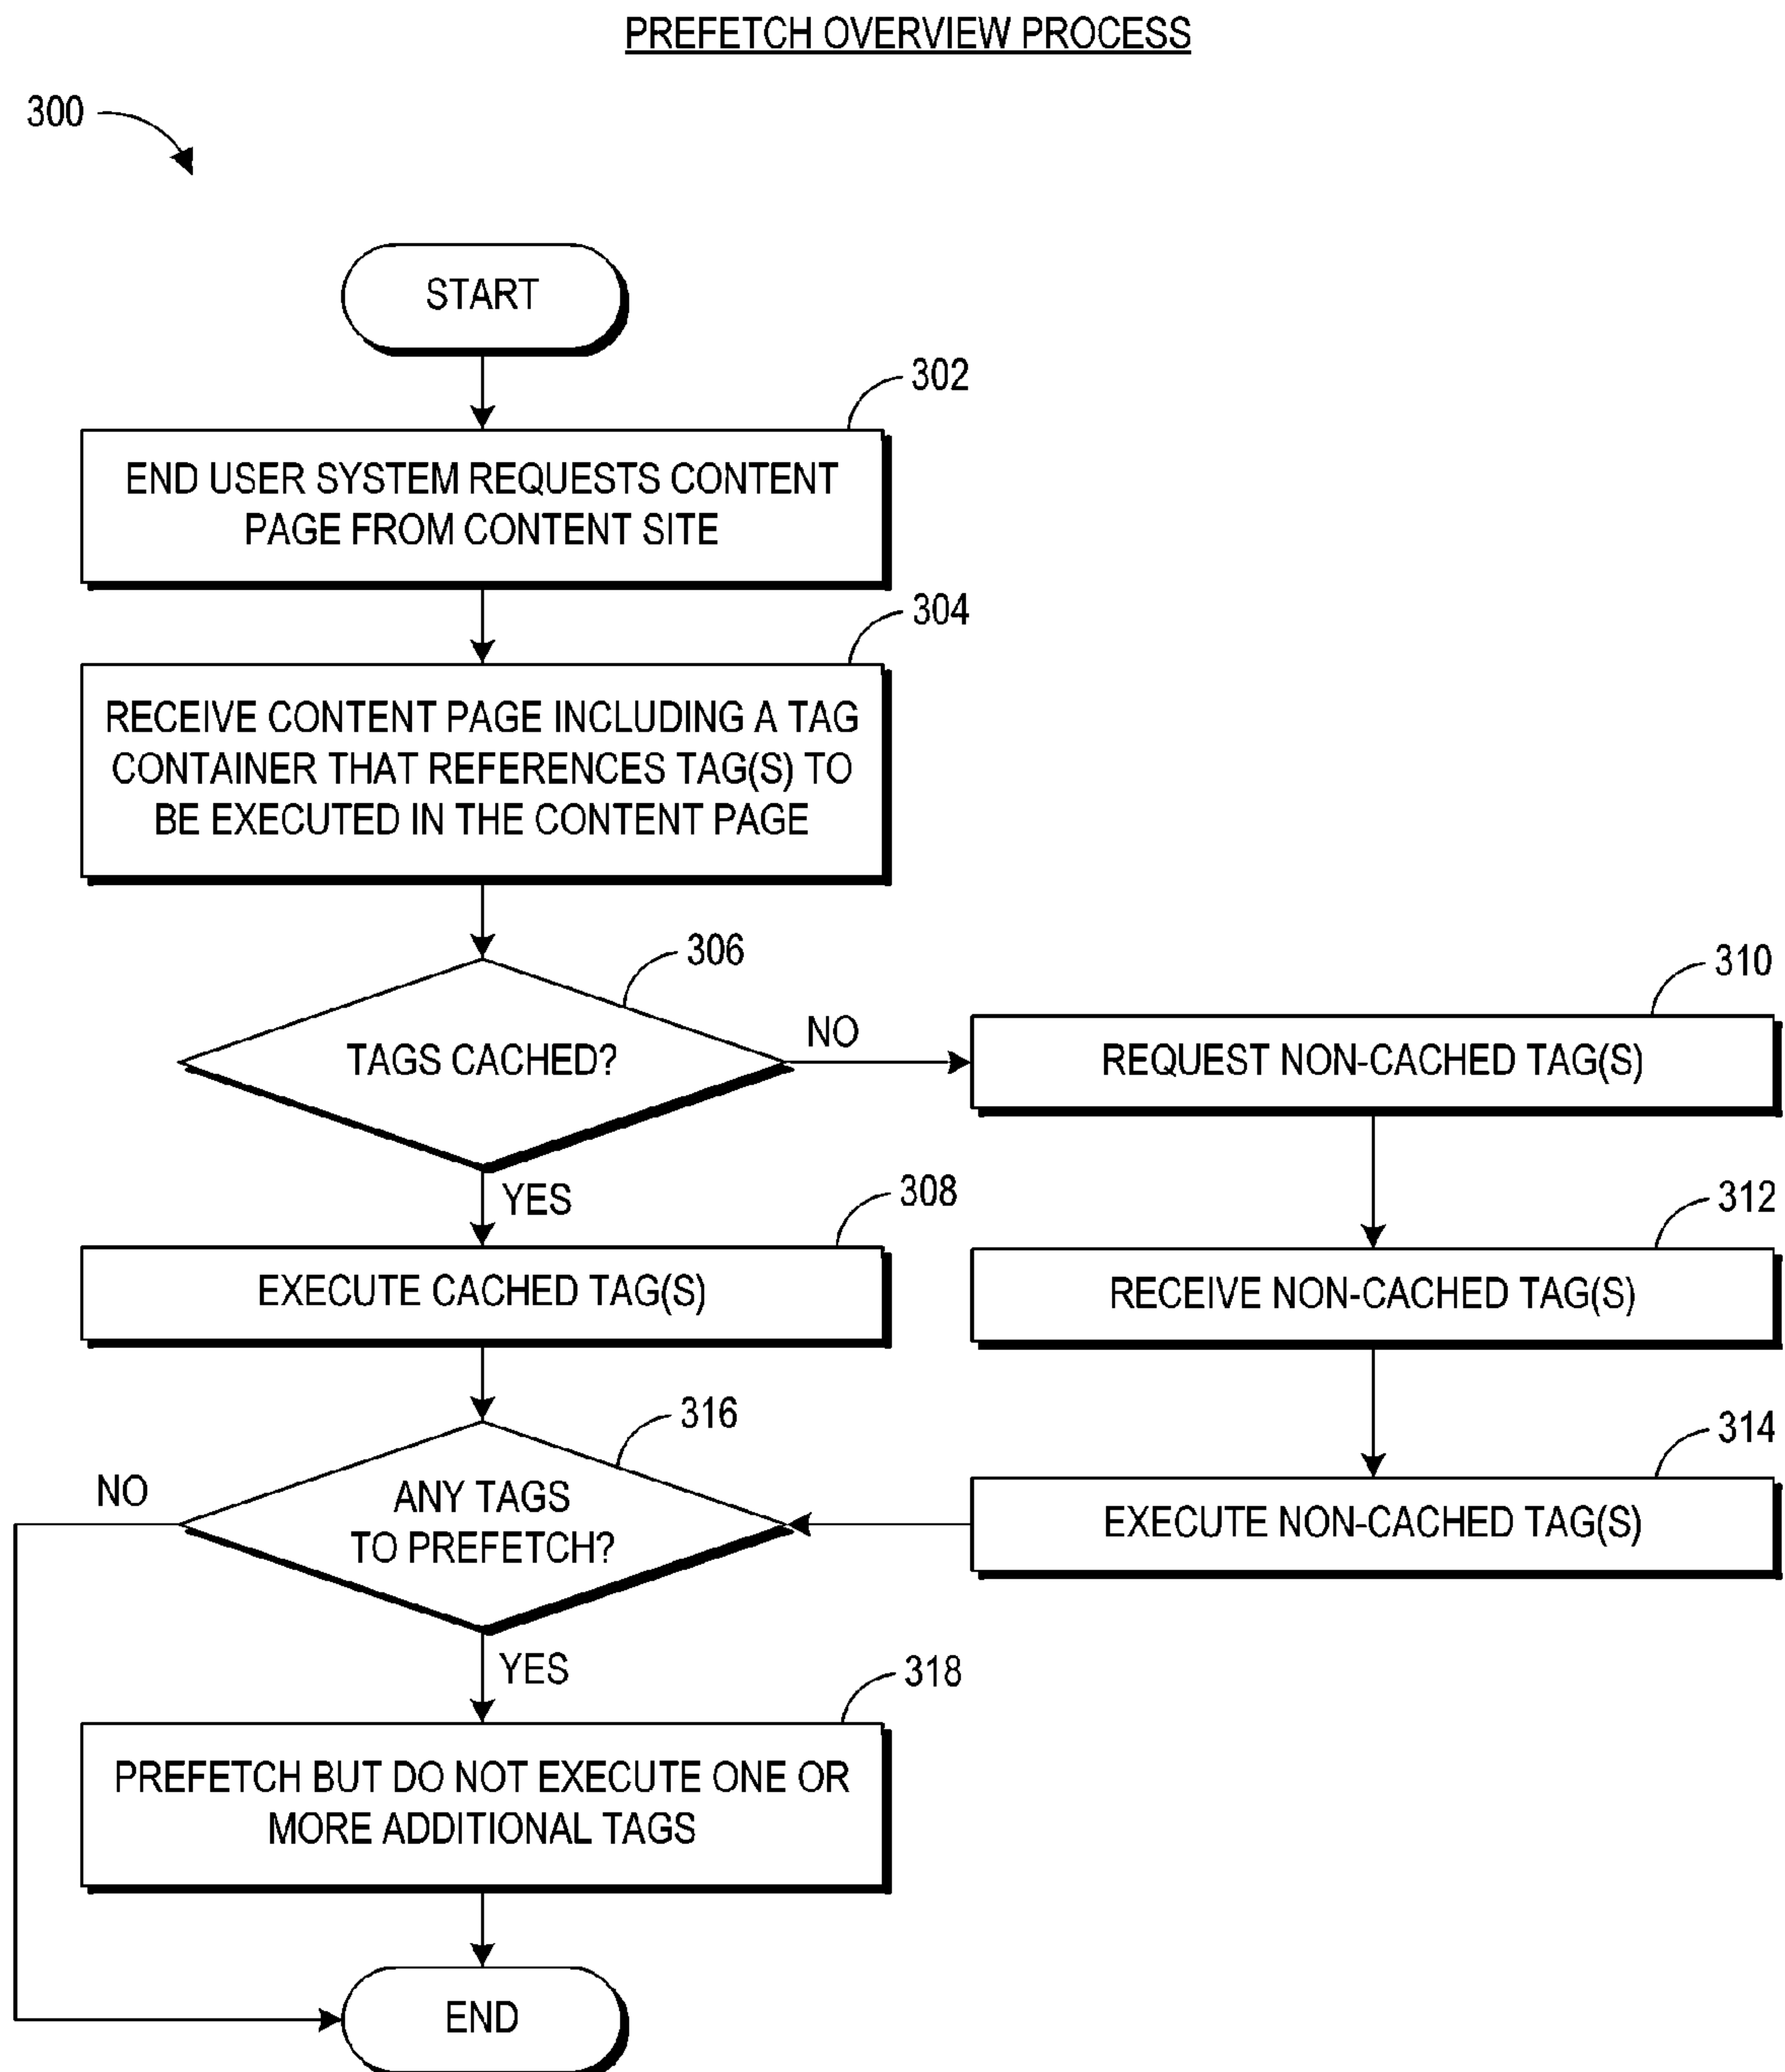 PREFETCH OVERVIEW PROCESS
300
START
302
END USER SYSTEM REQUESTS CONTENT
PAGE FROM CONTENT SITE
304
RECEIVE CONTENT PAGE INCLUDING A TAG
CONTAINER THAT REFERENCES TAG(S) TO
BE EXECUTED IN THE CONTENT PAGE
306
TAGS CACHED?
NO
310
REQUEST NON-CACHED TAG(S)
YES
308
EXECUTE CACHED TAG(S)
312
RECEIVE NON-CACHED TAG(S)
316
ANY TAGS
TO PREFETCH?
NO
314
EXECUTE NON-CACHED TAG(S)
YES
318
PREFETCH BUT DO NOT EXECUTE ONE OR
MORE ADDITIONAL TAGS
END